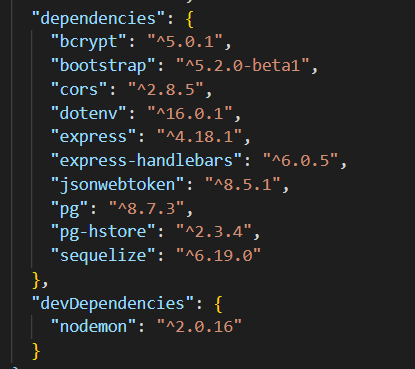 "dependencies": {
"bcrypt": "^5.0.1",
"bootstrap": "^5.2.0-beta1",
"cors": "^2.8.5",
"dotenv": "^16.0.1",
"express": "^4.18.1",
"express-handlebars": "^6.0.5",
"jsonwebtoken": "^8.5.1",
"pg": "^8.7.3",
"pg-hstore": "^2.3.4",
"sequelize": "^6.19.0"
},
"devDependencies": {
"nodemon": "^2.0.16"
}